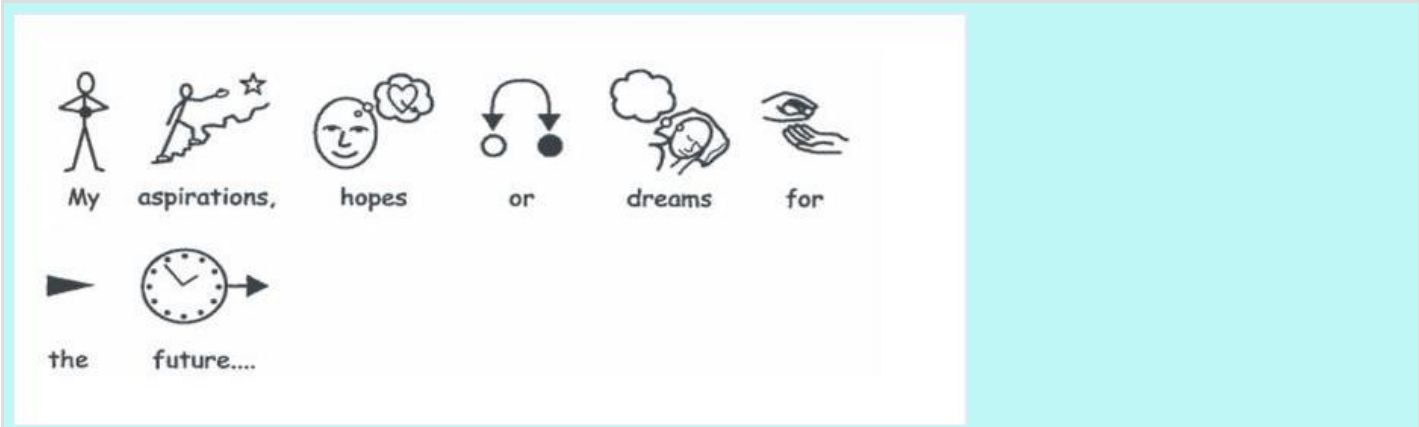 My aspirations, hopes or dreams for
the future....